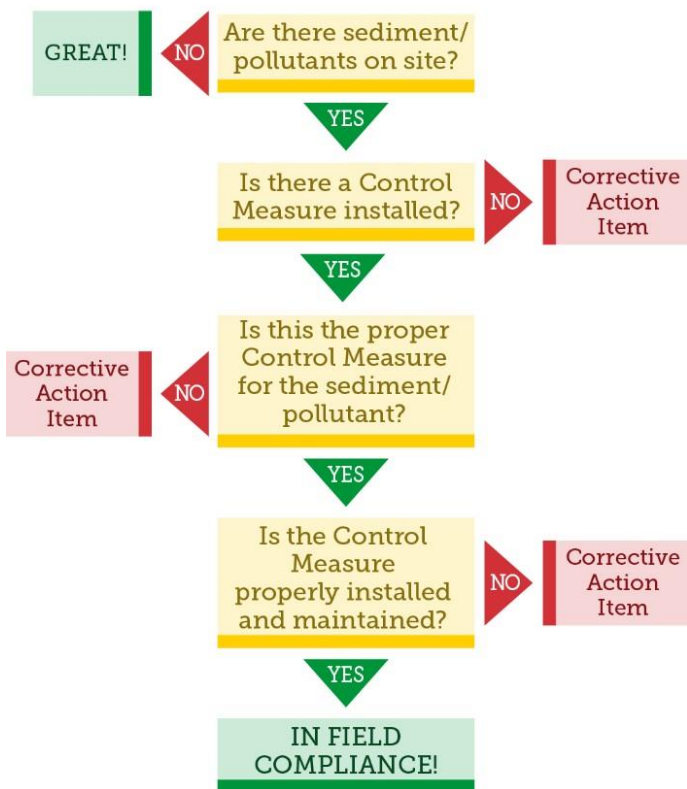 GREAT!
NO
Are there sediment/
pollutants on site?
YES
Is there a Control
Measure installed?
NO
Corrective
Action
Item
YES
Corrective
Action
Item
NO
Is this the proper
Control Measure
for the sediment/
pollutant?
YES
Is the Control
Measure
properly installed
and maintained?
NO
Corrective
Action
Item
YES
IN FIELD
COMPLIANCE!